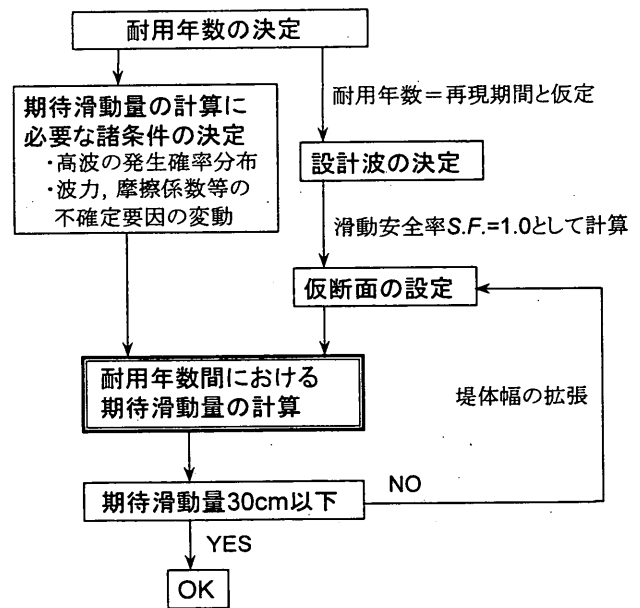 耐用年数の決定
期待滑動量の計算に
必要な諸条件の決定
・高波の発生確率分布
・波力, 摩擦係数等の
不確定要因の変動
耐用年数＝再現期間と仮定
設計波の決定
滑動安全率S.F.=1.0として計算
仮断面の設定
耐用年数間における
期待滑動量の計算
堤体幅の拡張
期待滑動量30cm以下
NO
YES
OK